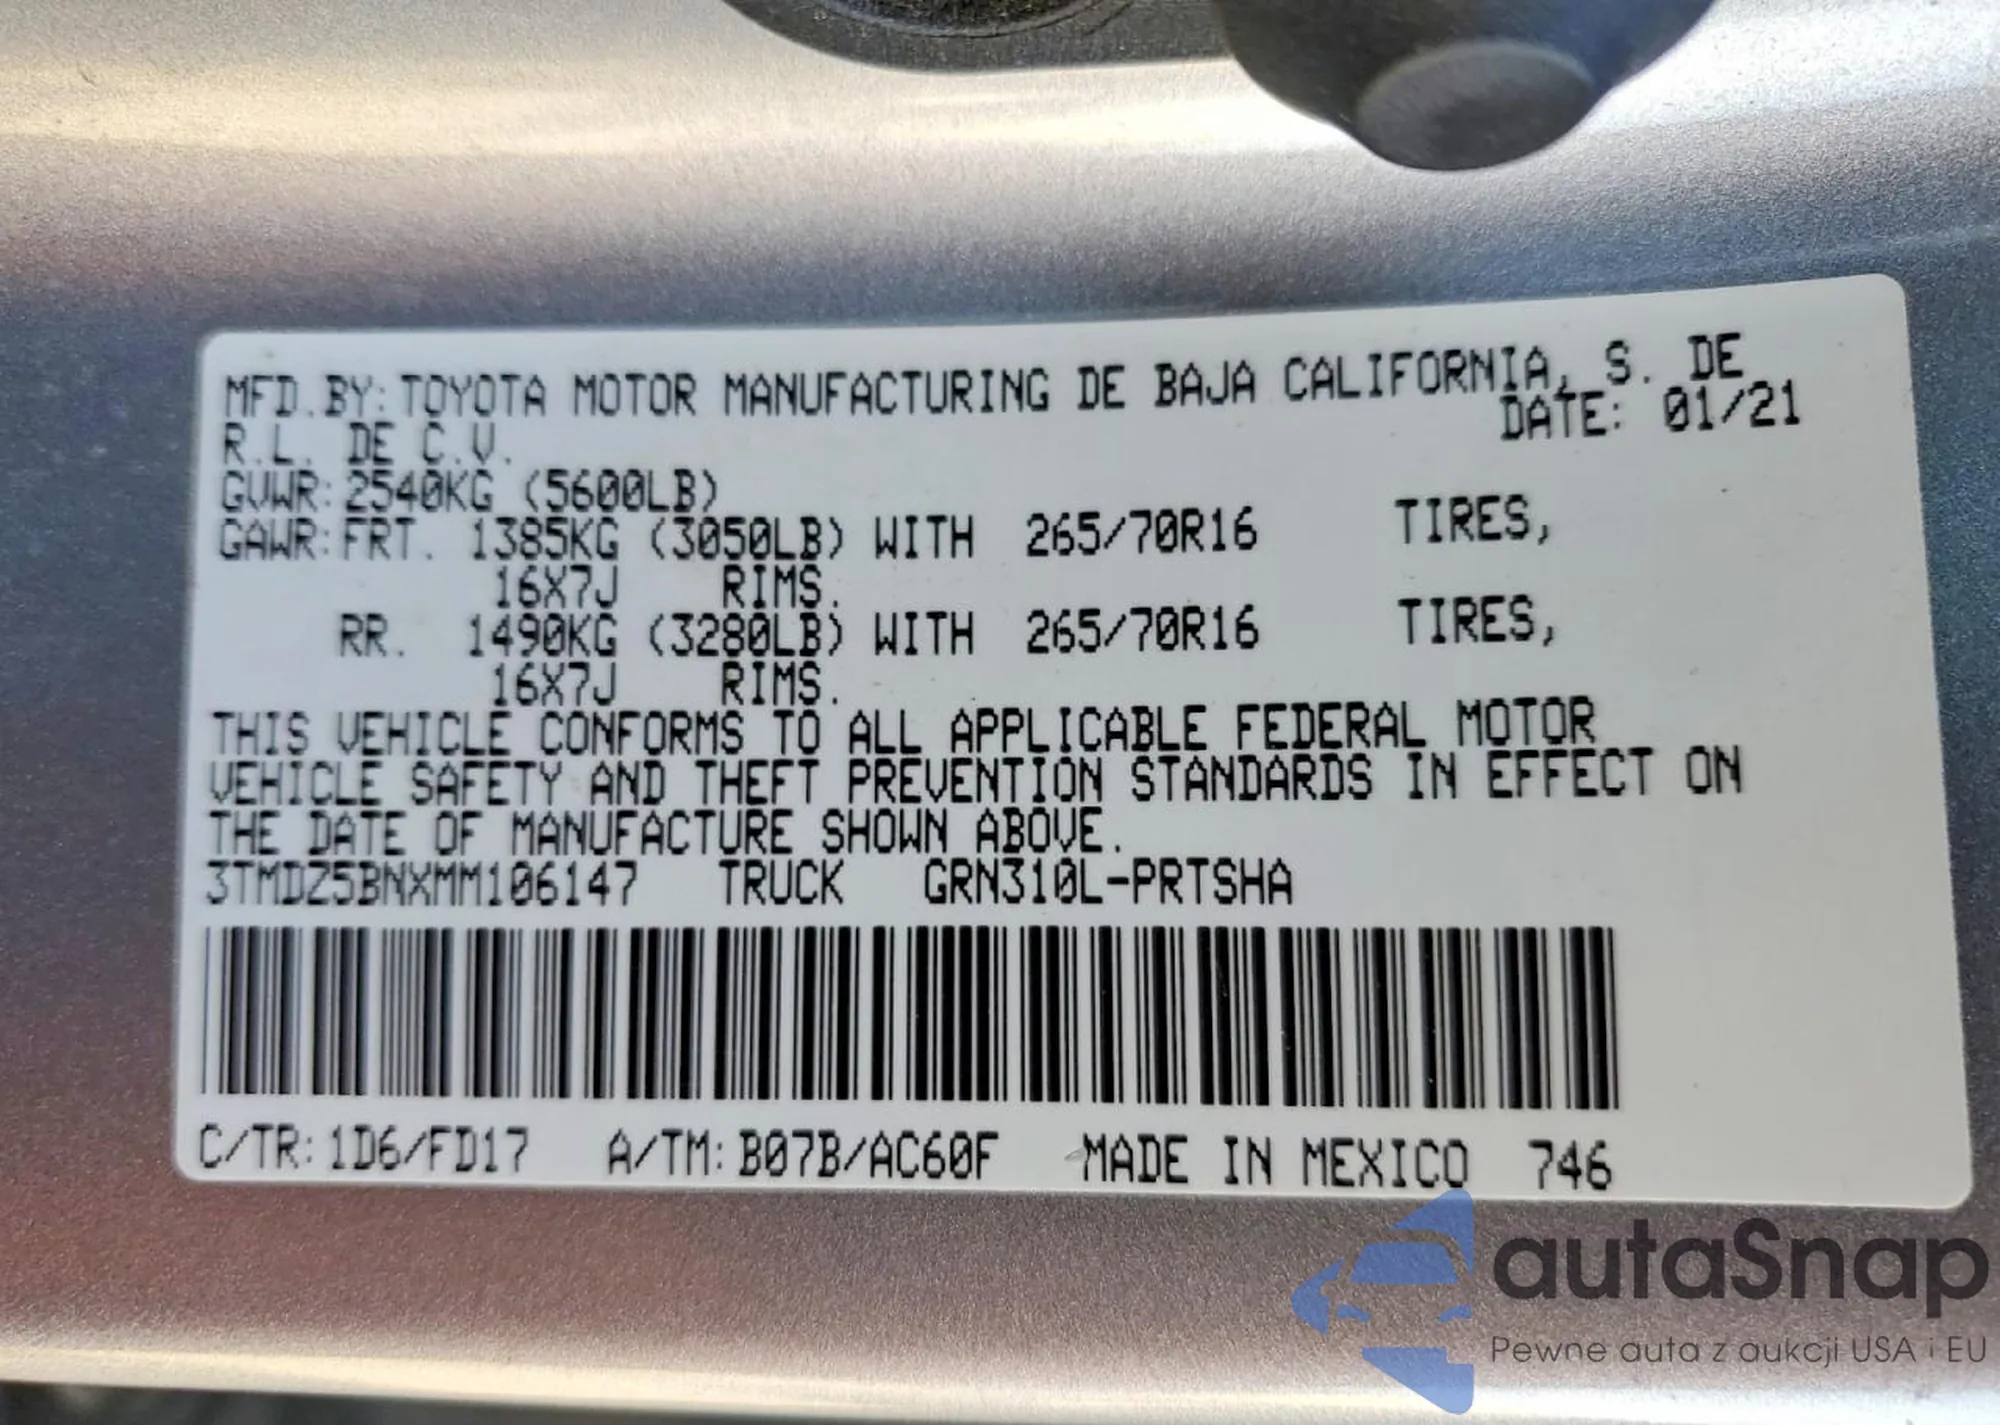 MFD.BY:TOYOTA MOTOR MANUFACTURING DE BAJA CALIFORNIA, S. DE
R.L. DE C.V. DATE: 01/21
GVWR:2540KG (5600LB)
GAWR:FRT. 1385KG (3050LB) WITH 265/70R16 TIRES,
16X7J RIMS.
RR. 1490KG (3280LB) WITH 265/70R16 TIRES,
16X7J RIMS.
THIS VEHICLE CONFORMS TO ALL APPLICABLE FEDERAL MOTOR
VEHICLE SAFETY AND THEFT PREVENTION STANDARDS IN EFFECT ON
THE DATE OF MANUFACTURE SHOWN ABOVE.
3TMDZ5BNXMM106147 TRUCK GRN310L-PRTSHA
C/TR:1D6/FD17 A/TM:B07B/AC60F MADE IN MEXICO 746
autaSnap
Pewne auta z aukcji USA i EU